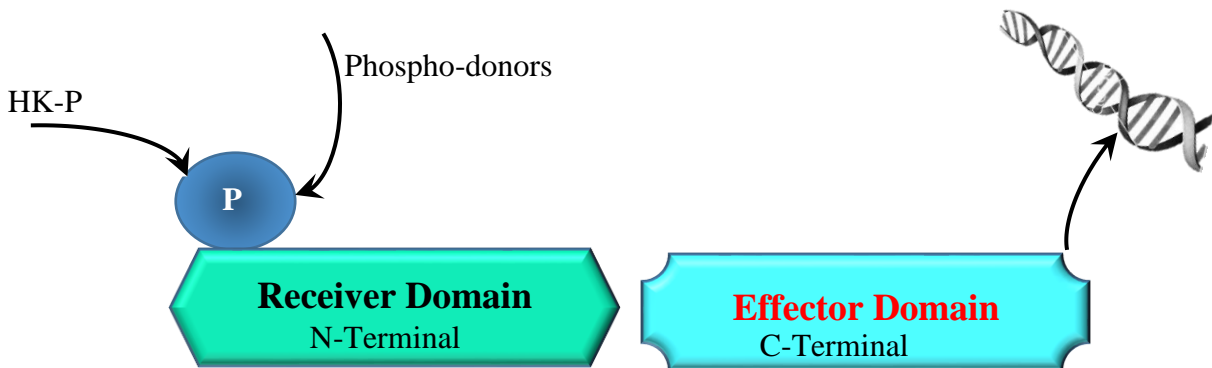 Phospho-donors
HK-P
P
Receiver Domain
N-Terminal
Effector Domain
C-Terminal